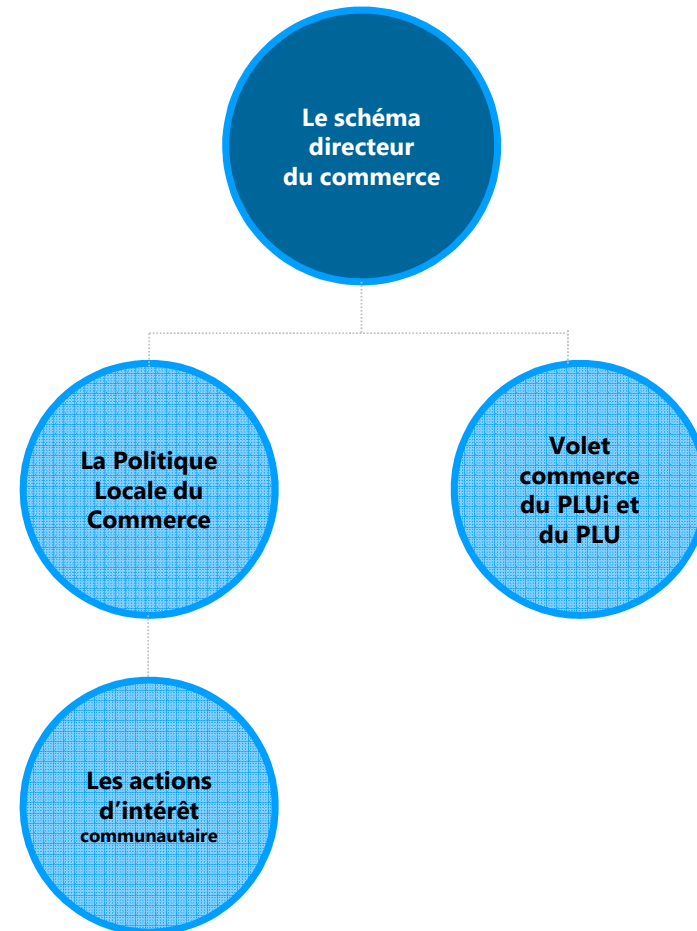 Le schéma
directeur
du commerce
La Politique
Locale du
Commerce
Volet
commerce
du PLUi et
du PLU
Les actions
d’intérêt
communautaire